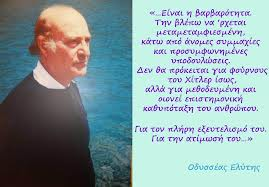 «...Είναι η βαρβαρότητα.
Την βλέπω να ‘ρχεται
μεταμφιεσμένη,
κάτω από άνομες συμμαχίες
και προσυμφωνημένες
υποδουλώσεις.
Δεν θα πρόκειται για φούρνους
του Χίτλερ ίσως,
αλλά για μεθοδευμένη και
οιονεί επιστημονική
καθυπόταξη του ανθρώπου.
Για τον πλήρη εξευτελισμό του.
Για την ατίμωσή του...»
Οδυσσέας Ελύτης